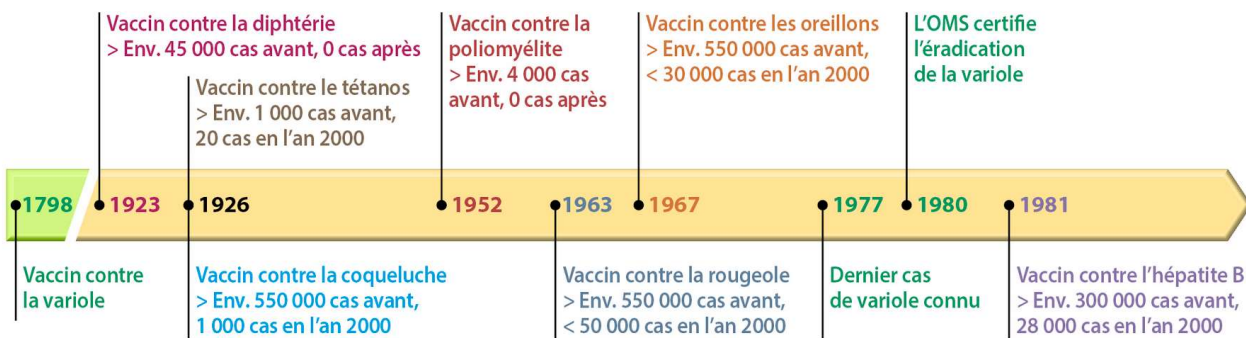 Vaccin contre la diphtérie
> Env. 45 000 cas avant, 0 cas après
Vaccin contre le tétanos
> Env. 1 000 cas avant,
20 cas en l'an 2000
Vaccin contre la
poliomyélite
> Env. 4 000 cas
avant, 0 cas après
Vaccin contre les oreillons
> Env. 550 000 cas avant,
< 30 000 cas en l'an 2000
L'OMS certifie
l'éradication
de la variole
1798
1923
1926
1952
1963
1967
1977
1980
1981
Vaccin contre
la variole
Vaccin contre la coqueluche
> Env. 550 000 cas avant,
1 000 cas en l'an 2000
Vaccin contre la rougeole
> Env. 550 000 cas avant,
< 50 000 cas en l'an 2000
Dernier cas
de variole connu
Vaccin contre l'hépatite B
> Env. 300 000 cas avant,
28 000 cas en l'an 2000